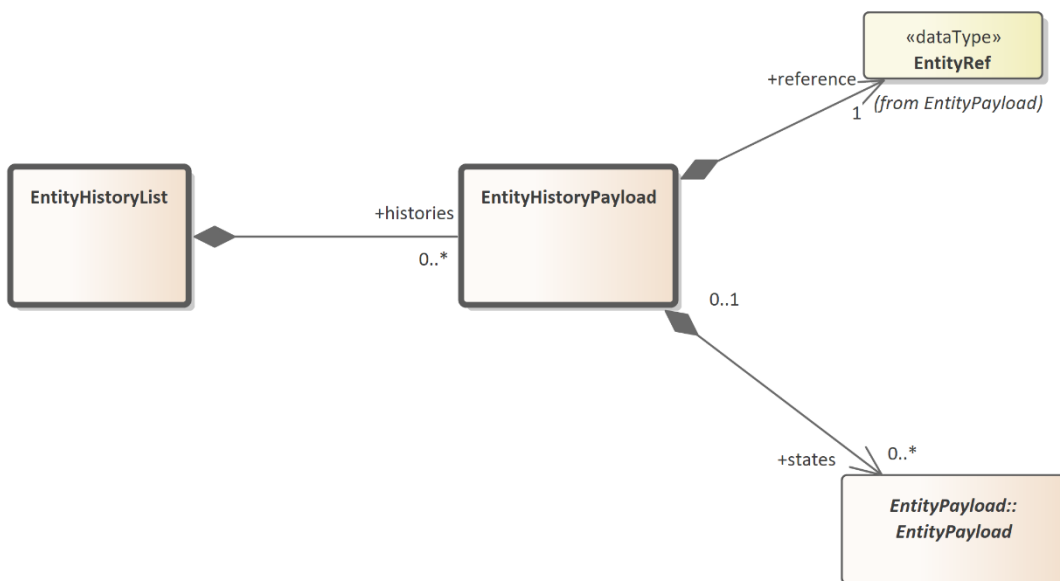 «dataType»
EntityRef
+reference
1
(from EntityPayload)
EntityHistoryList
EntityHistoryPayload
+histories
0..*
0..1
+states
0..*
EntityPayload::
EntityPayload